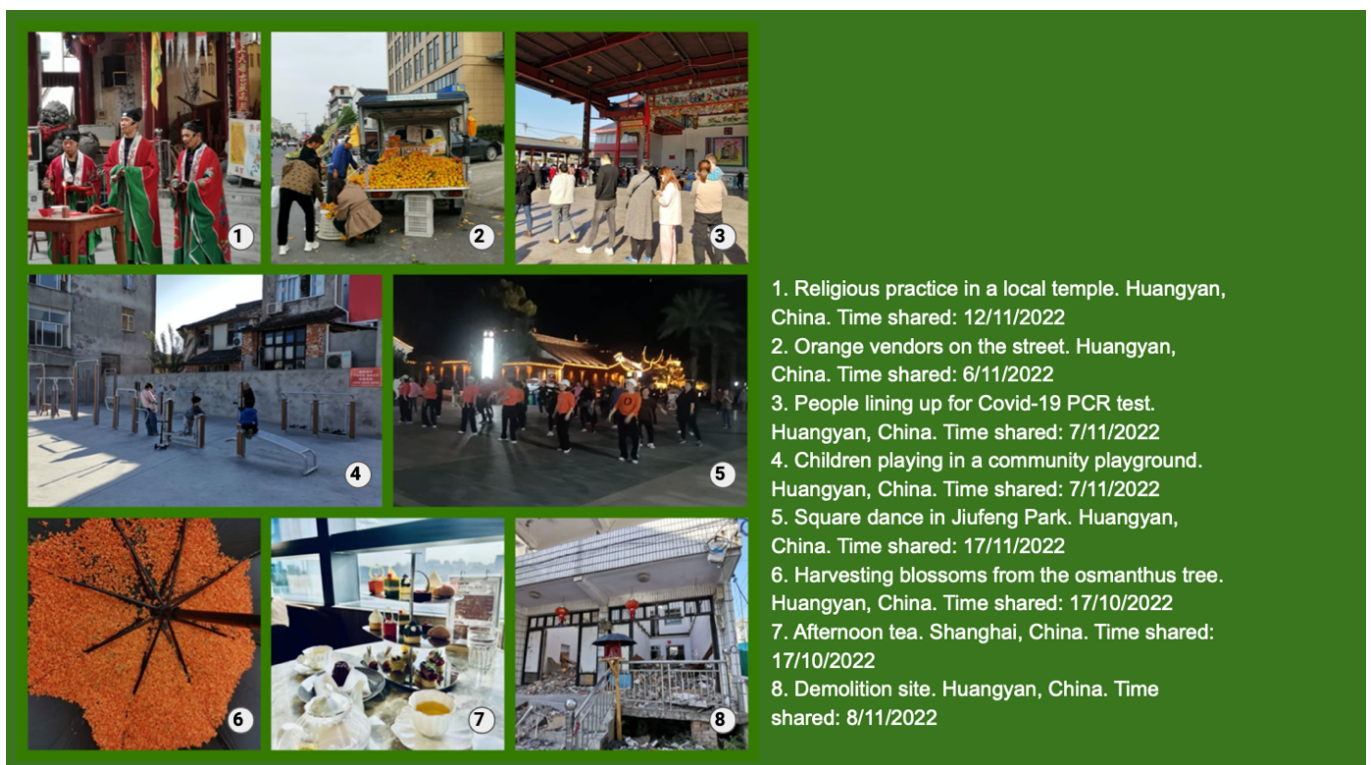 1
2
3
4
5
6
7
8
1. Religious practice in a local temple. Huangyan,
China. Time shared: 12/11/2022
2. Orange vendors on the street. Huangyan,
China. Time shared: 6/11/2022
3. People lining up for Covid-19 PCR test.
Huangyan, China. Time shared: 7/11/2022
4. Children playing in a community playground.
Huangyan, China. Time shared: 7/11/2022
5. Square dance in Jiufeng Park. Huangyan,
China. Time shared: 17/11/2022
6. Harvesting blossoms from the osmanthus tree.
Huangyan, China. Time shared: 17/10/2022
7. Afternoon tea. Shanghai, China. Time shared:
17/10/2022
8. Demolition site. Huangyan, China. Time
shared: 8/11/2022